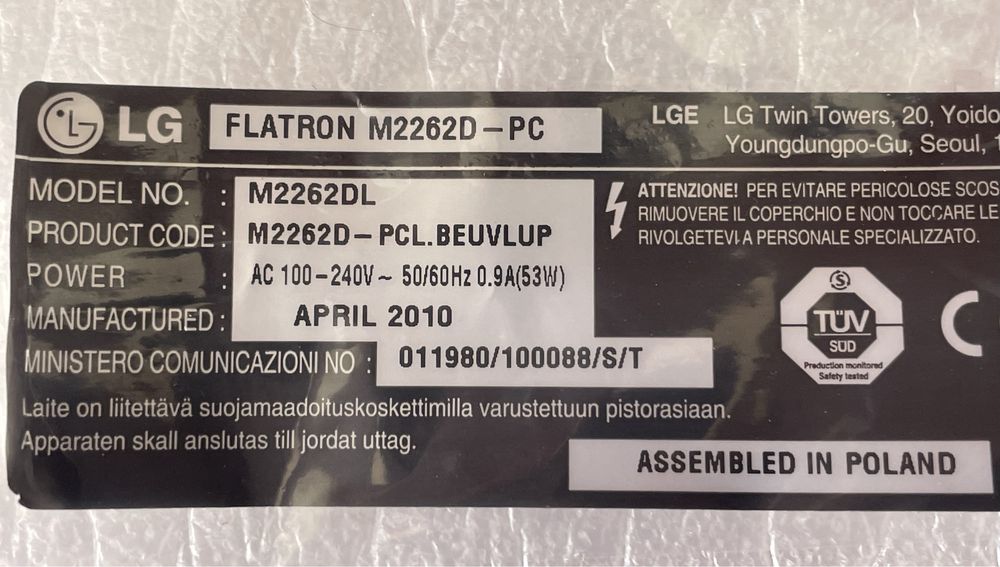 LG FLATRON M2262D-PC
LGE LG Twin Towers, 20, Yoido
Youngdungpo-Gu, Seoul, 1
MODEL NO. : M2262DL
PRODUCT CODE : M2262D-PCL.BEUVLUP
POWER : AC 100-240V ~ 50/60Hz 0.9A(53W)
MANUFACTURED : APRIL 2010
MINISTERO COMUNICAZIONI NO : 011980/100088/S/T
ATTENZIONE! PER EVITARE PERICOLOSE SCOS
RIMUOVERE IL COPERCHIO E NON TOCCARE LE
RIVOLGETEVI A PERSONALE SPECIALIZZATO.
S
TÜV
SÜD
Production monitored
Safety tested
CE
Laite on liitettävä suojamaadoituskoskettimilla varustettuun pistorasiaan.
Apparaten skall anslutas till jordat uttag.
ASSEMBLED IN POLAND